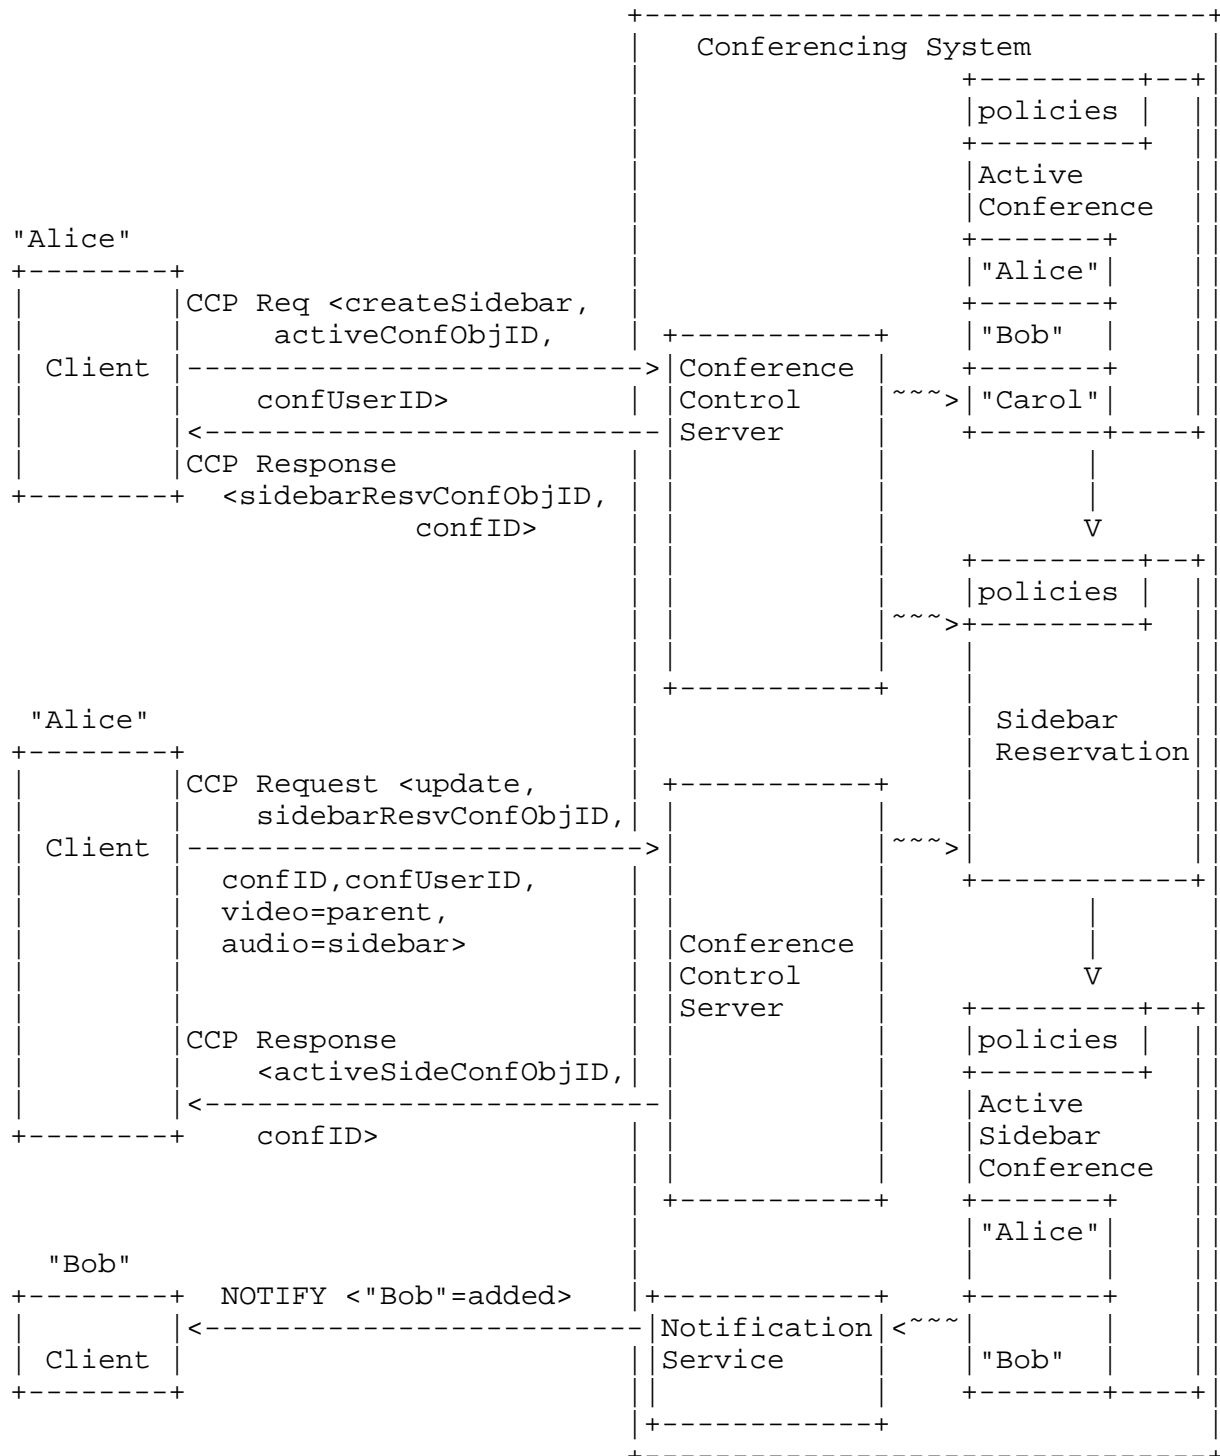 Conferencing System
policies
Active
Conference
"Alice"
"Alice"
CCP Req <createSidebar,
activeConfObjID,
"Bob"
Client
Conference
confUserID>
Control
"Carol"
Server
CCP Response
<sidebarResvConfObjID,
confID>
policies
"Alice"
Sidebar
Reservation
CCP Request <update,
sidebarResvConfObjID,
Client
confID,confUserID,
video=parent,
audio=sidebar>
Conference
Control
Server
CCP Response
policies
<activeSideConfObjID,
Active
confID>
Sidebar
Conference
"Alice"
"Bob"
NOTIFY <"Bob"=added>
Notification
Client
Service
"Bob"